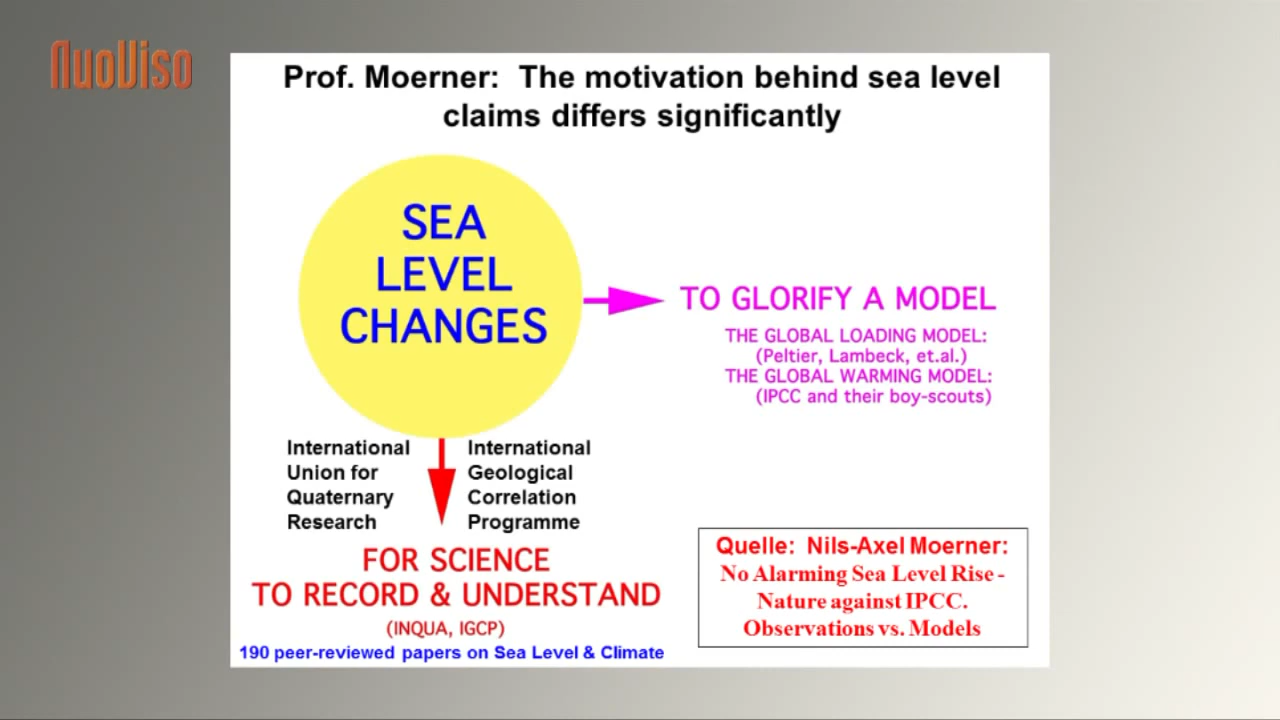 NuoViso
Prof. Moerner: The motivation behind sea level
claims differs significantly
SEA
LEVEL
CHANGES
TO GLORIFY A MODEL
THE GLOBAL LOADING MODEL:
(Peltier, Lambeck, et.al.)
THE GLOBAL WARMING MODEL:
(IPCC and their boy-scouts)
International
Union for
Quaternary
Research
International
Geological
Correlation
Programme
FOR SCIENCE
TO RECORD & UNDERSTAND
(INQUA, IGCP)
190 peer-reviewed papers on Sea Level & Climate
Quelle: Nils-Axel Moerner:
No Alarming Sea Level Rise -
Nature against IPCC.
Observations vs. Models